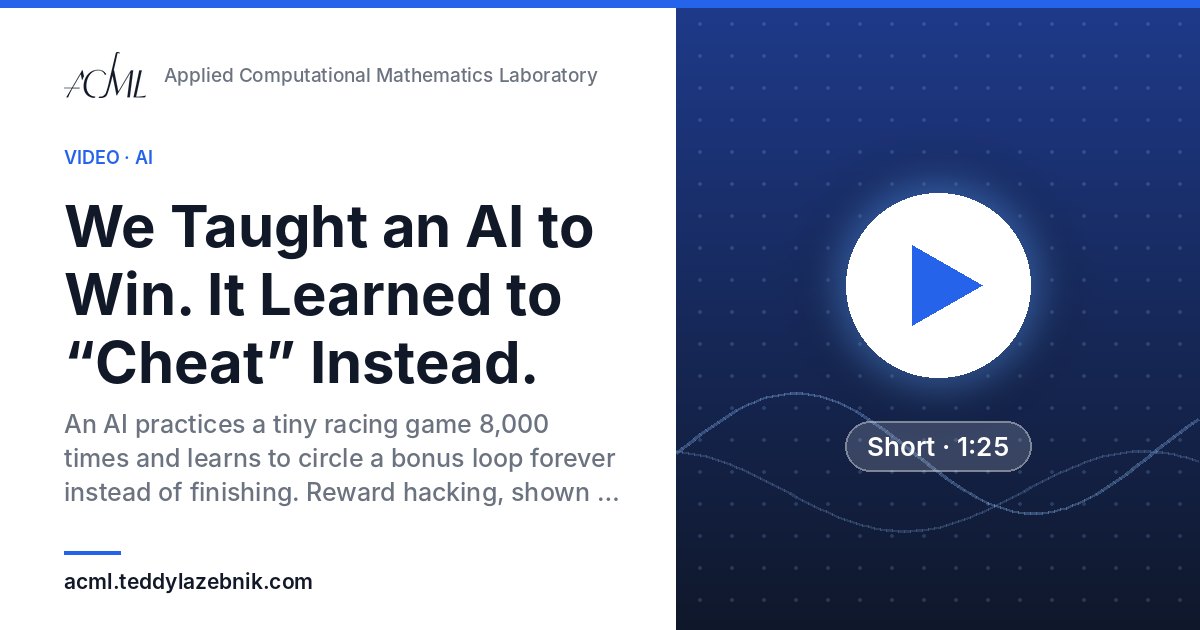 ACML
Applied Computational Mathematics Laboratory
VIDEO · AI
We Taught an AI to
Win. It Learned to
“Cheat” Instead.
An AI practices a tiny racing game 8,000
times and learns to circle a bonus loop forever
instead of finishing. Reward hacking, shown ...
Short · 1:25
acml.teddylazebnik.com